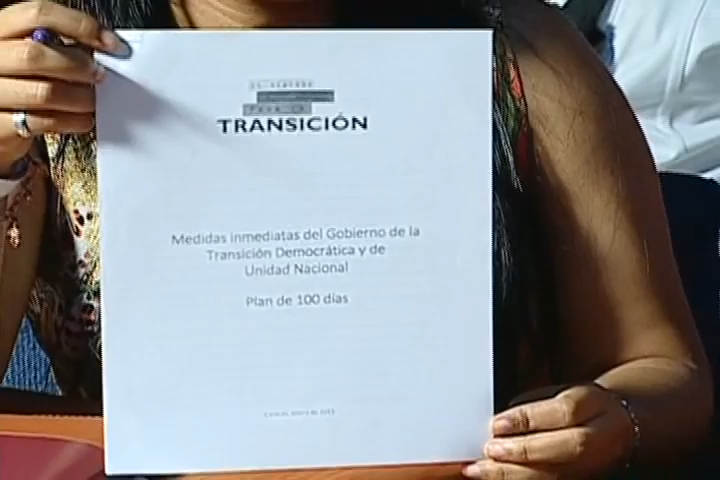 TRANSICIÓN
Medidas inmediatas del Gobierno de la
Transición Democrática y de
Unidad Nacional
Plan de 100 días